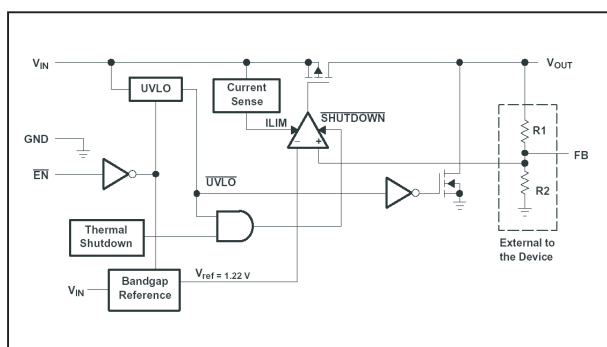 VIN
UVLO
Current
Sense
VOUT
ILIM
SHUTDOWN
R1
GND
FB
EN
UVLO
R2
Thermal
Shutdown
External to
the Device
Bandgap
Reference
Vref = 1.22 V
VIN
− +